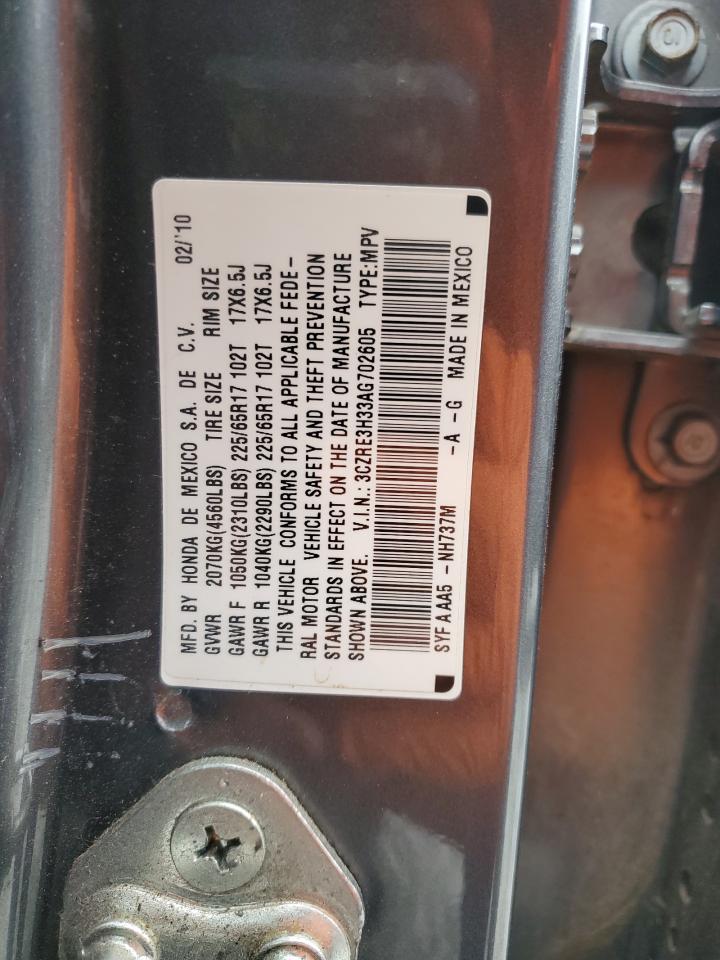 MFD. BY HONDA DE MEXICO S.A. DE C.V. 02/'10
GVWR 2070KG(4560LBS) TIRE SIZE RIM SIZE
GAWR F 1050KG(2310LBS) 225/65R17 102T 17X6.5J
GAWR R 1040KG(2290LBS) 225/65R17 102T 17X6.5J
THIS VEHICLE CONFORMS TO ALL APPLICABLE FEDE-
RAL MOTOR VEHICLE SAFETY AND THEFT PREVENTION
STANDARDS IN EFFECT ON THE DATE OF MANUFACTURE
SHOWN ABOVE. V.I.N.: 3CZRE3H33AG702605 TYPE:MPV
SYF A AA5 -NH737M -A -G MADE IN MEXICO